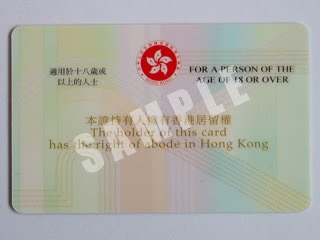 適用於十八歲或
以上的人士
FOR A PERSON OF THE
AGE OF 18 OR OVER
SAMPLE
本證持有人擁有香港居留權
The holder of this card
has the right of abode in Hong Kong